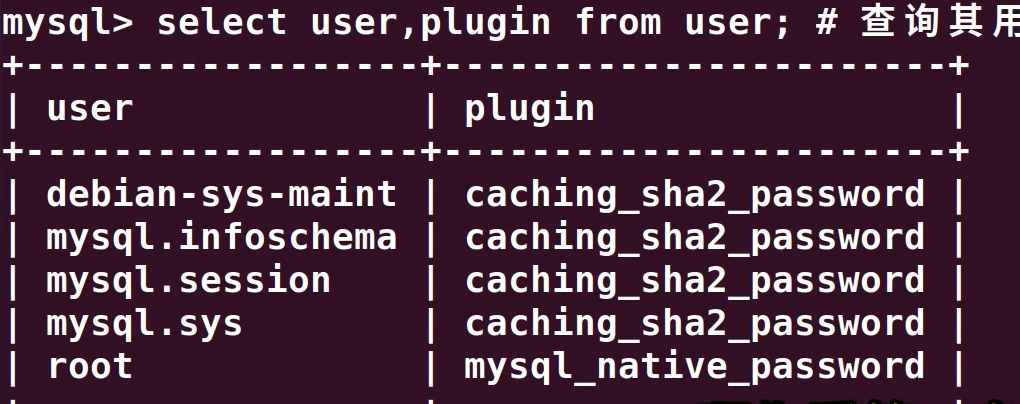 mysql> select user,plugin from user; # 查询其用
+------------------+-----------------------+
| user             | plugin                |
+------------------+-----------------------+
| debian-sys-maint | caching_sha2_password |
| mysql.infoschema | caching_sha2_password |
| mysql.session    | caching_sha2_password |
| mysql.sys        | caching_sha2_password |
| root             | mysql_native_password |